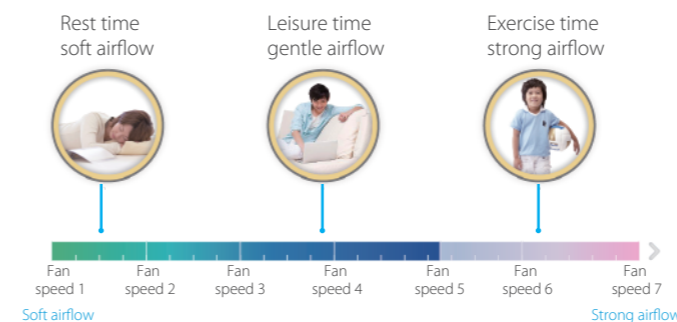 Rest time
soft airflow
Leisure time
gentle airflow
Exercise time
strong airflow
Fan
speed 1
Fan
speed 2
Fan
speed 3
Fan
speed 4
Fan
speed 5
Fan
speed 6
Fan
speed 7
Soft airflow
Strong airflow